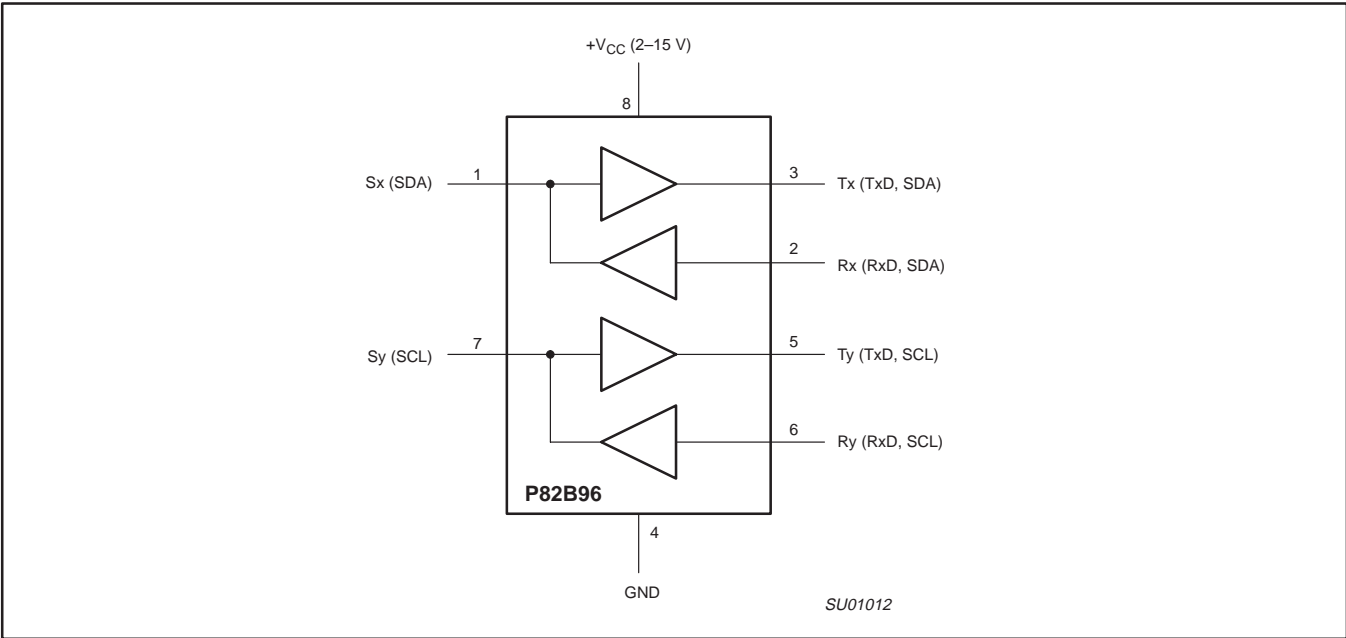 +VCC (2–15 V)
8
Sx (SDA)
1
3
Tx (TxD, SDA)
2
Rx (RxD, SDA)
Sy (SCL)
7
5
Ty (TxD, SCL)
6
Ry (RxD, SCL)
P82B96
4
GND
SU01012